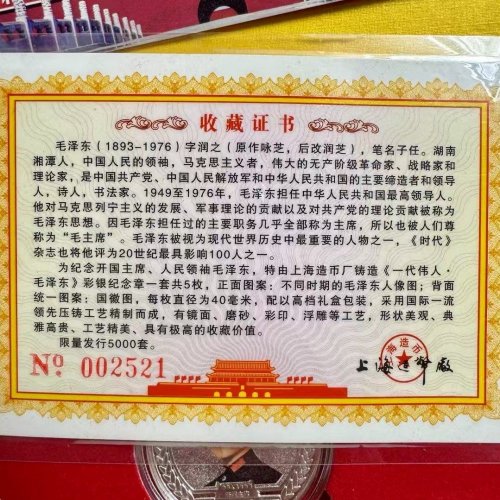 收藏证书
毛泽东（1893-1976）字润之（原作咏芝，后改润芝），笔名子任。湖南
湘潭人，中国人民的领袖，马克思主义者，伟大的无产阶级革命家、战略家和
理论家，是中国共产党、中国人民解放军和中华人民共和国的主要缔造者和领导
人，诗人，书法家。1949至1976年，毛泽东担任中华人民共和国最高领导人。
他对马克思列宁主义的发展、军事理论的贡献以及对共产党的理论贡献被称为
毛泽东思想。因毛泽东担任过的主要职务几乎全部称为主席，所以也被人们尊
称为“毛主席”。毛泽东被视为现代世界历史中最重要的人物之一，《时代》
杂志也将他评为20世纪最具影响100人之一。
为纪念开国主席、人民领袖毛泽东，特由上海造币厂铸造《一代伟人·
毛泽东》彩银纪念章一套共5枚，正面图案：不同时期的毛泽东人像图；背面
统一图案：国徽图，每枚直径为40毫米，配以高档礼盒包装，采用国际一流
领先压铸工艺精制而成，有镜面、磨砂、彩印、浮雕等工艺，形状美观、典
雅高贵、工艺精美、具有极高的收藏价值。
限量发行5000套。
No 002521
上海造币廠